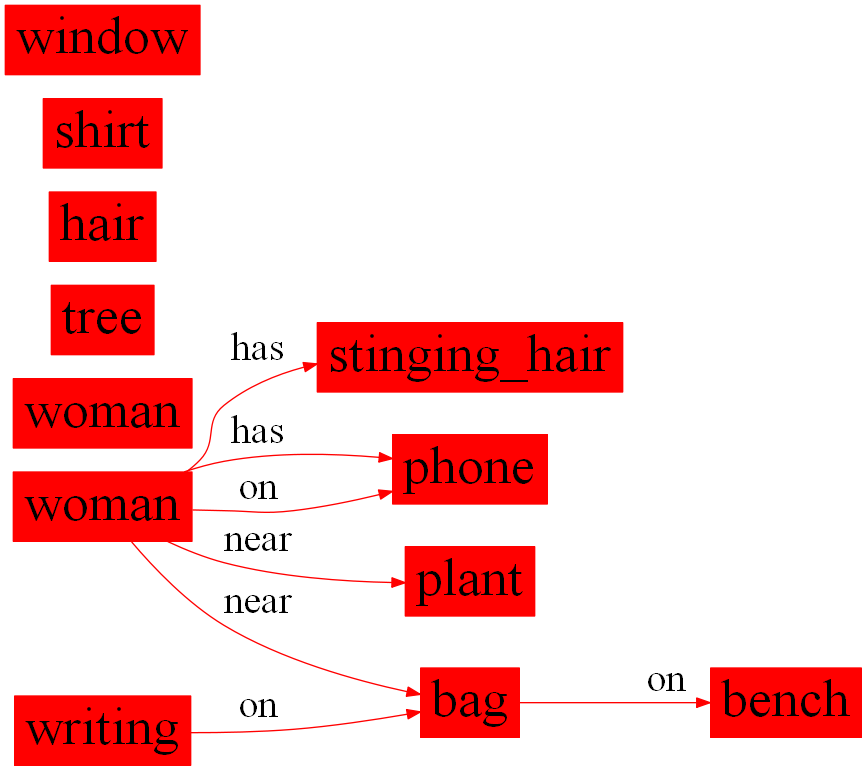 window
shirt
hair
tree
has
stinging_hair
woman
has
phone
woman
on
near
plant
near
on
bag
on
bench
writing